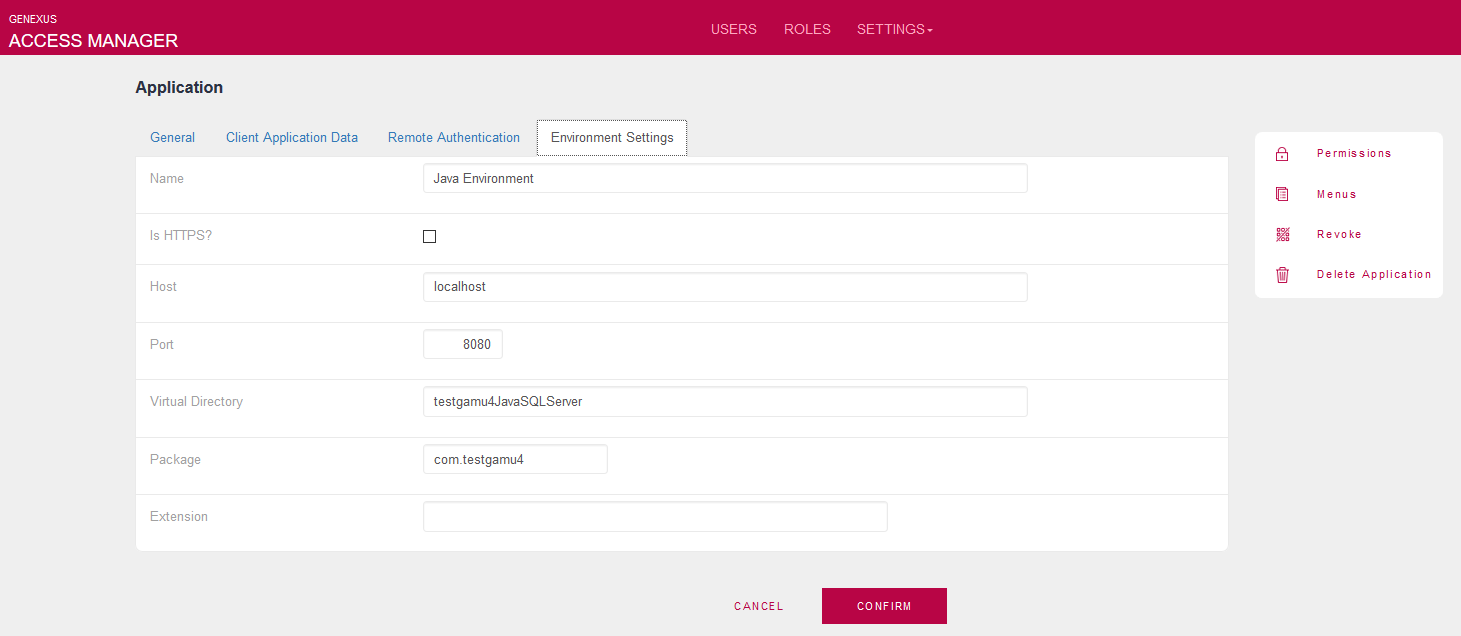 GENEXUS
ACCESS MANAGER
USERS ROLES SETTINGS
Application
General Client Application Data Remote Authentication Environment Settings
Name Java Environment
Is HTTPS?
Host localhost
Port 8080
Virtual Directory testgamu4JavaSQLServer
Package com.testgamu4
Extension
Permissions
Menus
Revoke
Delete Application
CANCEL CONFIRM